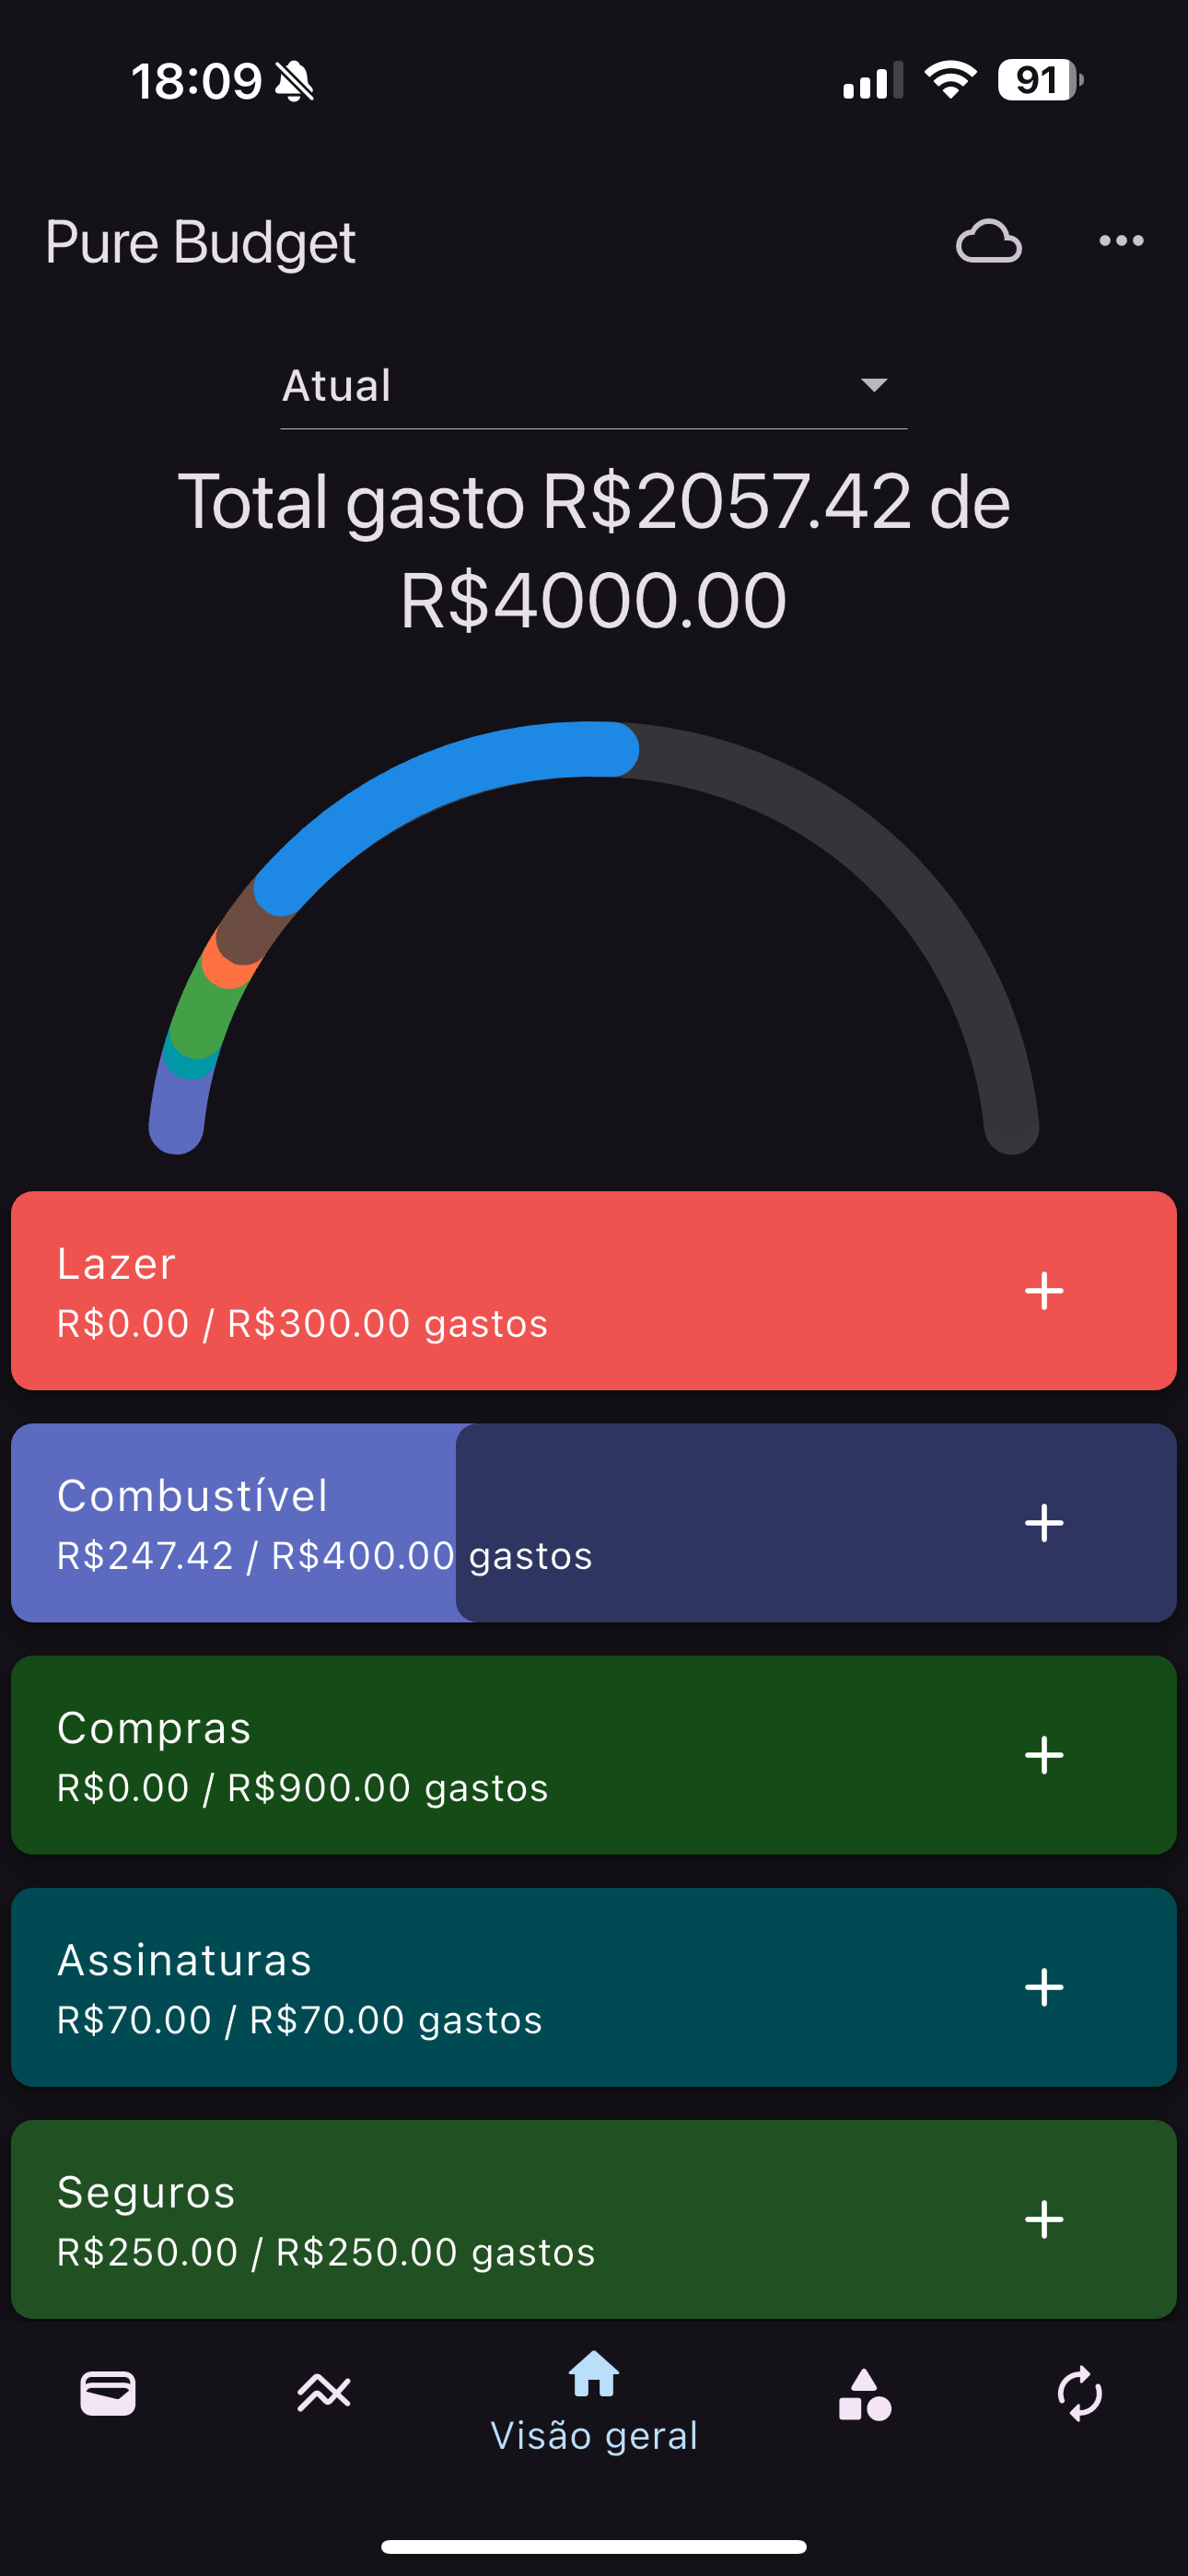 18:09
91
Pure Budget
Atual
Total gasto R$2057.42 de
R$4000.00
Lazer
R$0.00 / R$300.00 gastos
Combustível
R$247.42 / R$400.00 gastos
Compras
R$0.00 / R$900.00 gastos
Assinaturas
R$70.00 / R$70.00 gastos
Seguros
R$250.00 / R$250.00 gastos
Visão geral